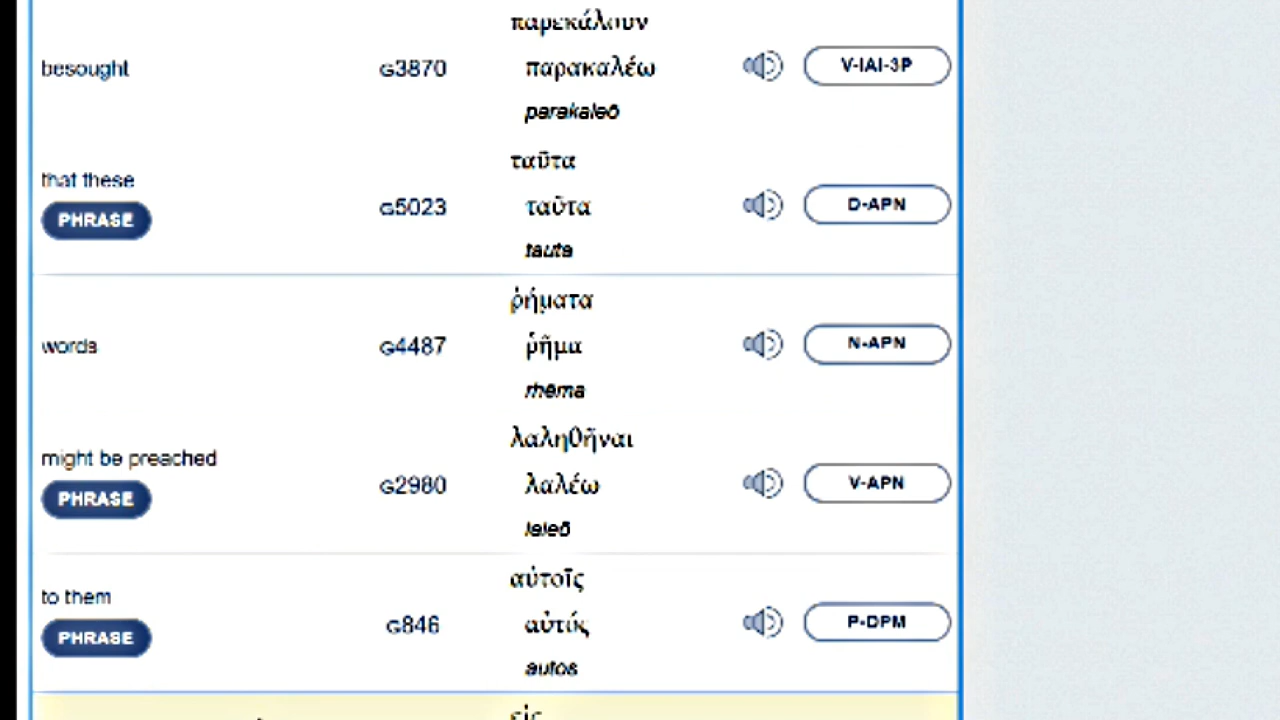 παρεκάλουν
besought G3870 παρακαλέω V-IAI-3P
parakaleō
ταῦτα
that these
PHRASE G5023 ταῦτα D-APN
tauta
ῥήματα
words G4487 ῥῆμα N-APN
rhēma
λαληθῆναι
might be preached
PHRASE G2980 λαλέω V-APN
laleō
αὐτοῖς
to them
PHRASE G846 αὐτός P-DPM
autos
εἰς